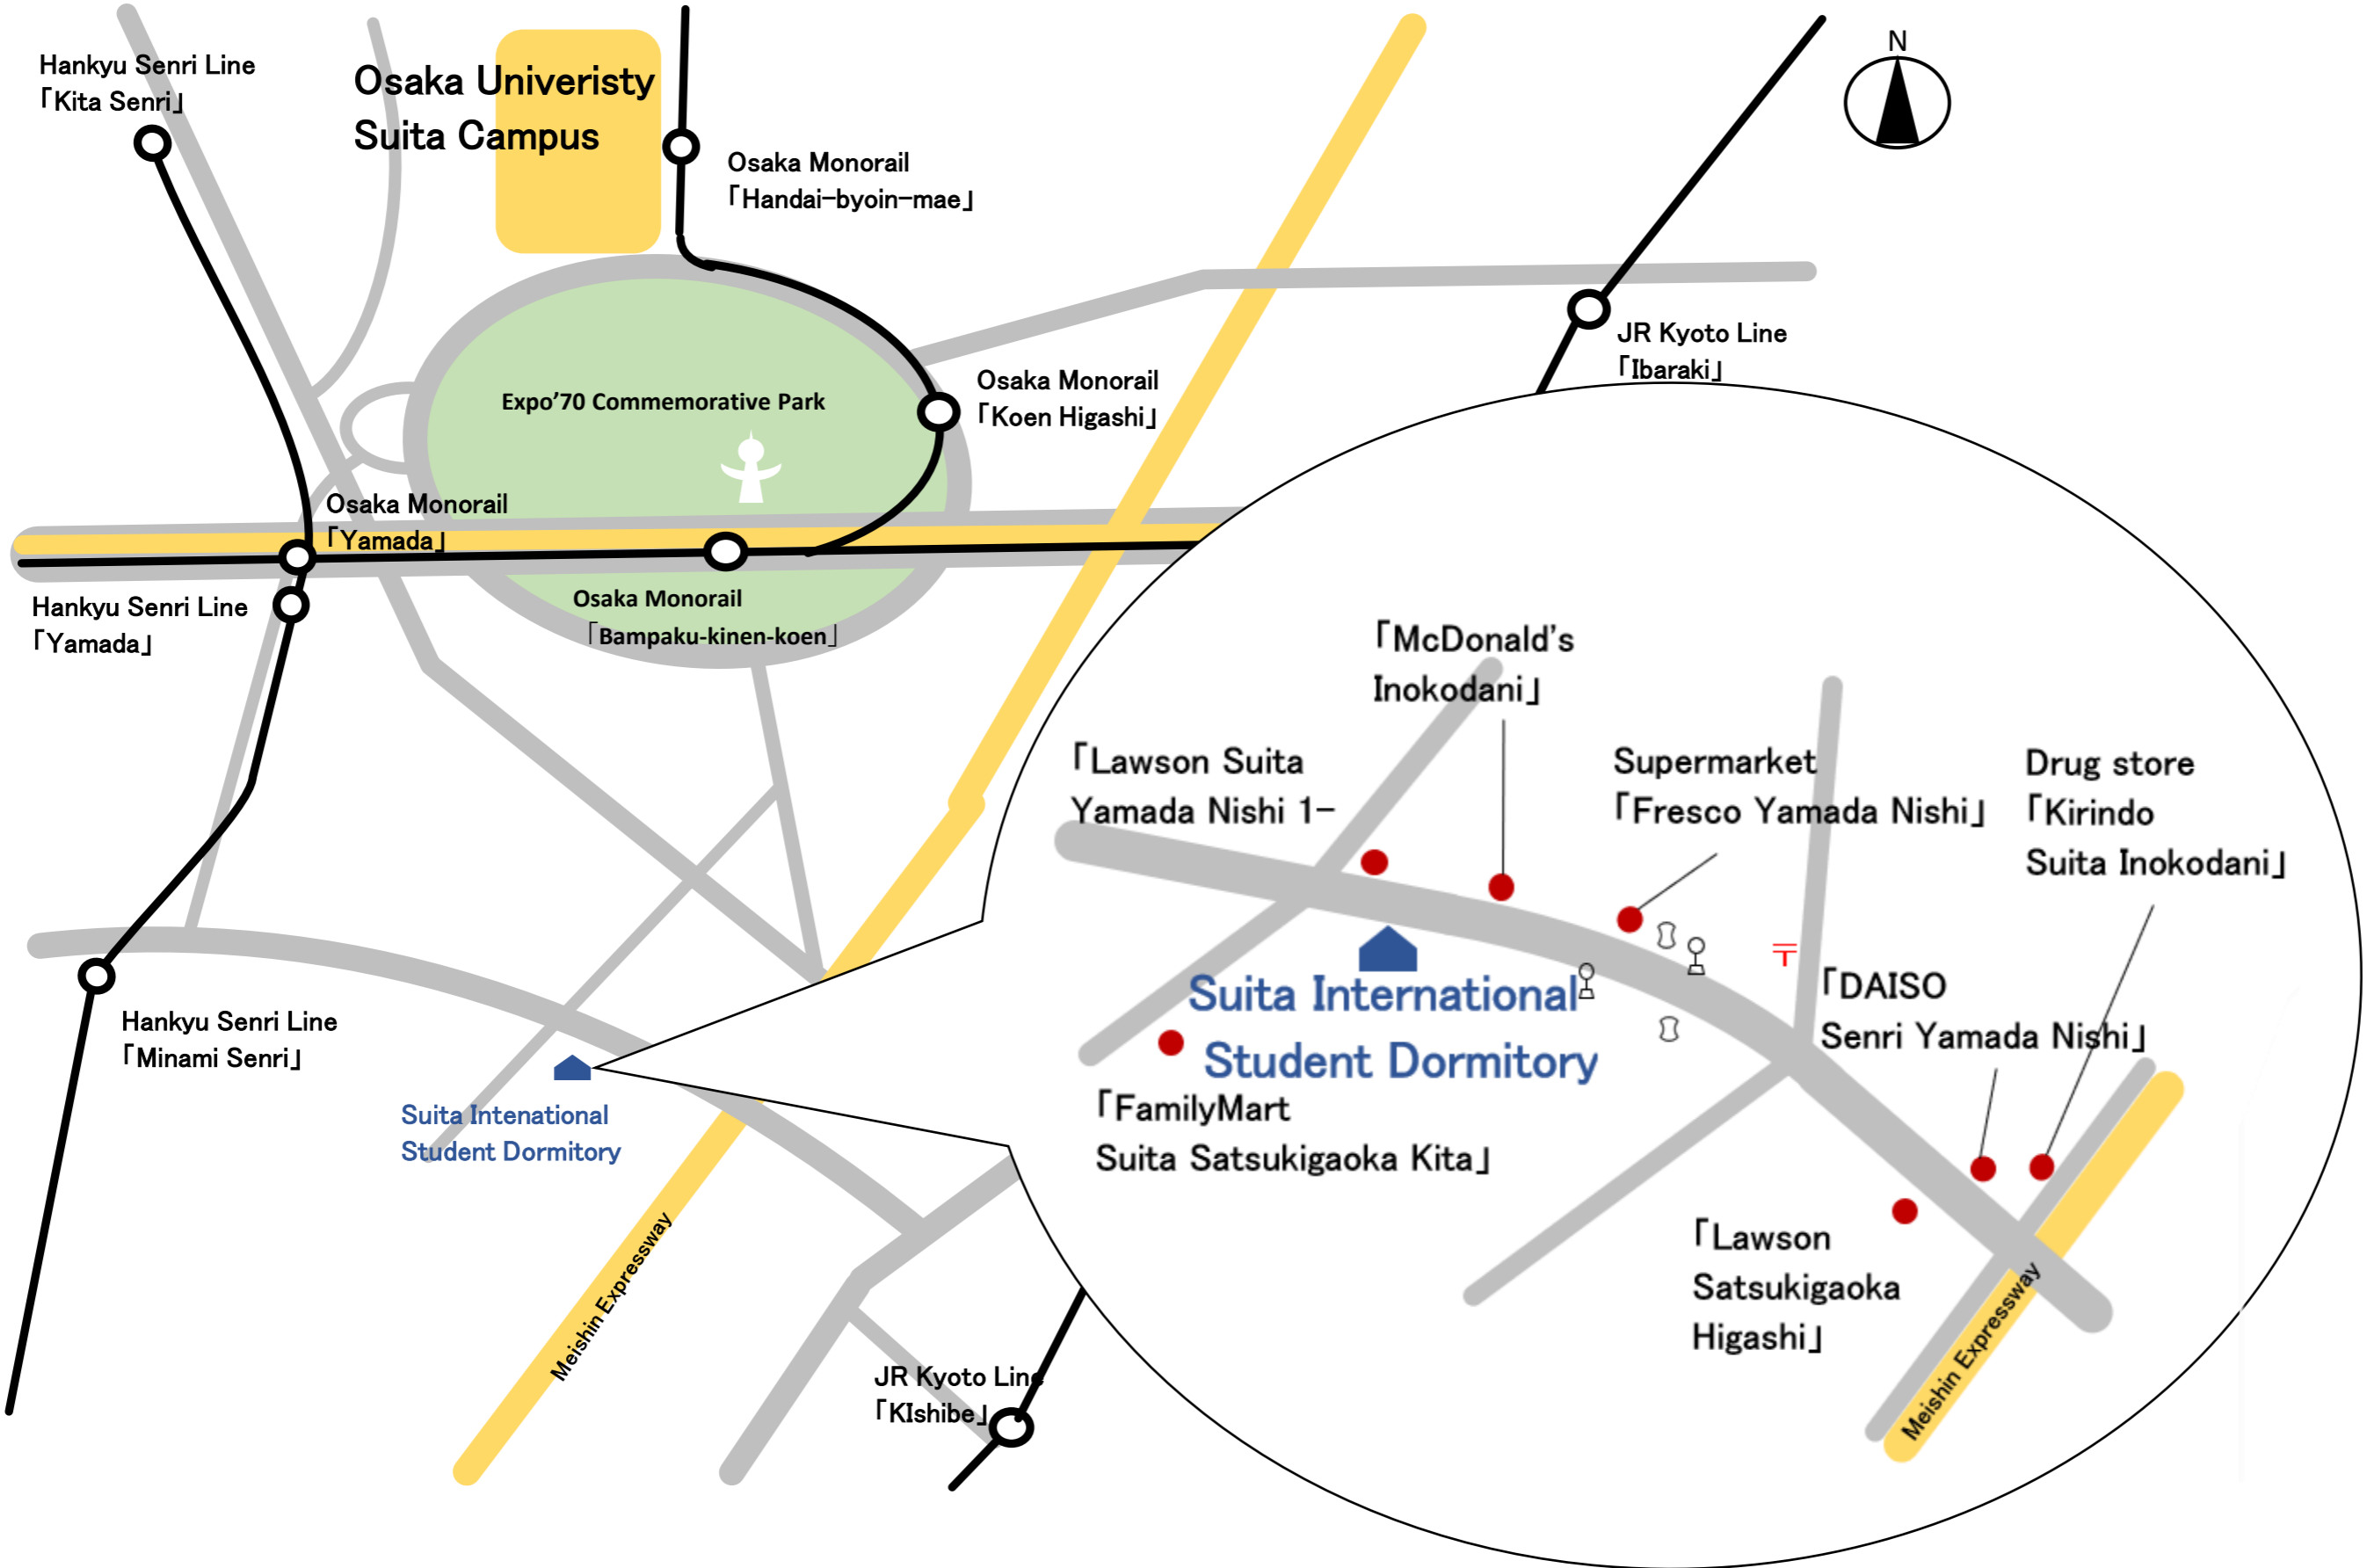 Hankyu Senri Line
「Kita Senri」
Osaka Univeristy
Suita Campus
Osaka Monorail
「Handai-byoin-mae」
N
JR Kyoto Line
「Ibaraki」
Expo'70 Commemorative Park
Osaka Monorail
「Koen Higashi」
Osaka Monorail
「Yamada」
Hankyu Senri Line
「Yamada」
Osaka Monorail
「Bampaku-kinen-koen」
「McDonald's
Inokodani」
「Lawson Suita
Yamada Nishi 1-
Supermarket
「Fresco Yamada Nishi」
Drug store
「Kirindo
Suita Inokodani」
〒
Suita International
Student Dormitory
「DAISO
Senri Yamada Nishi」
「FamilyMart
Suita Satsukigaoka Kita」
「Lawson
Satsukigaoka
Higashi」
Meishin Expressway
Hankyu Senri Line
「Minami Senri」
Suita Intenational
Student Dormitory
Meishin Expressway
JR Kyoto Line
「KIshibe」